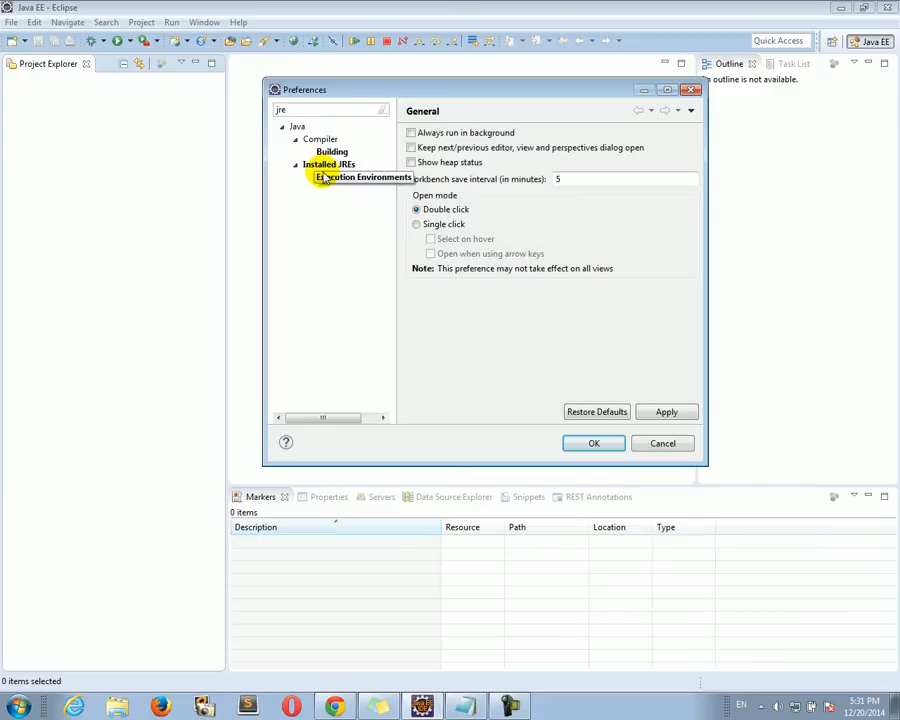 Java EE - Eclipse
File Edit Navigate Search Project Run Window Help
Quick Access
Java EE
Project Explorer
Outline
Task List
outline is not available.
Preferences
jre
Java
Compiler
Building
Installed JREs
Execution Environments
General
Always run in background
Keep next/previous editor, view and perspectives dialog open
Show heap status
orkbench save interval (in minutes): 5
Open mode
Double click
Single click
Select on hover
Open when using arrow keys
Note: This preference may not take effect on all views
Restore Defaults
Apply
OK
Cancel
Markers
Properties
Servers
Data Source Explorer
Snippets
REST Annotations
0 items
Description Resource Path Location Type
0 items selected
EN
5:31 PM
12/20/2014